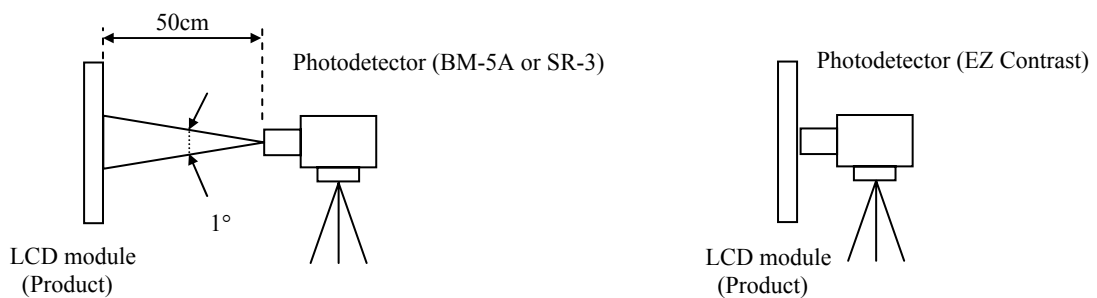 50cm
Photodetector (BM-5A or SR-3)
1°
LCD module
(Product)
Photodetector (EZ Contrast)
LCD module
(Product)